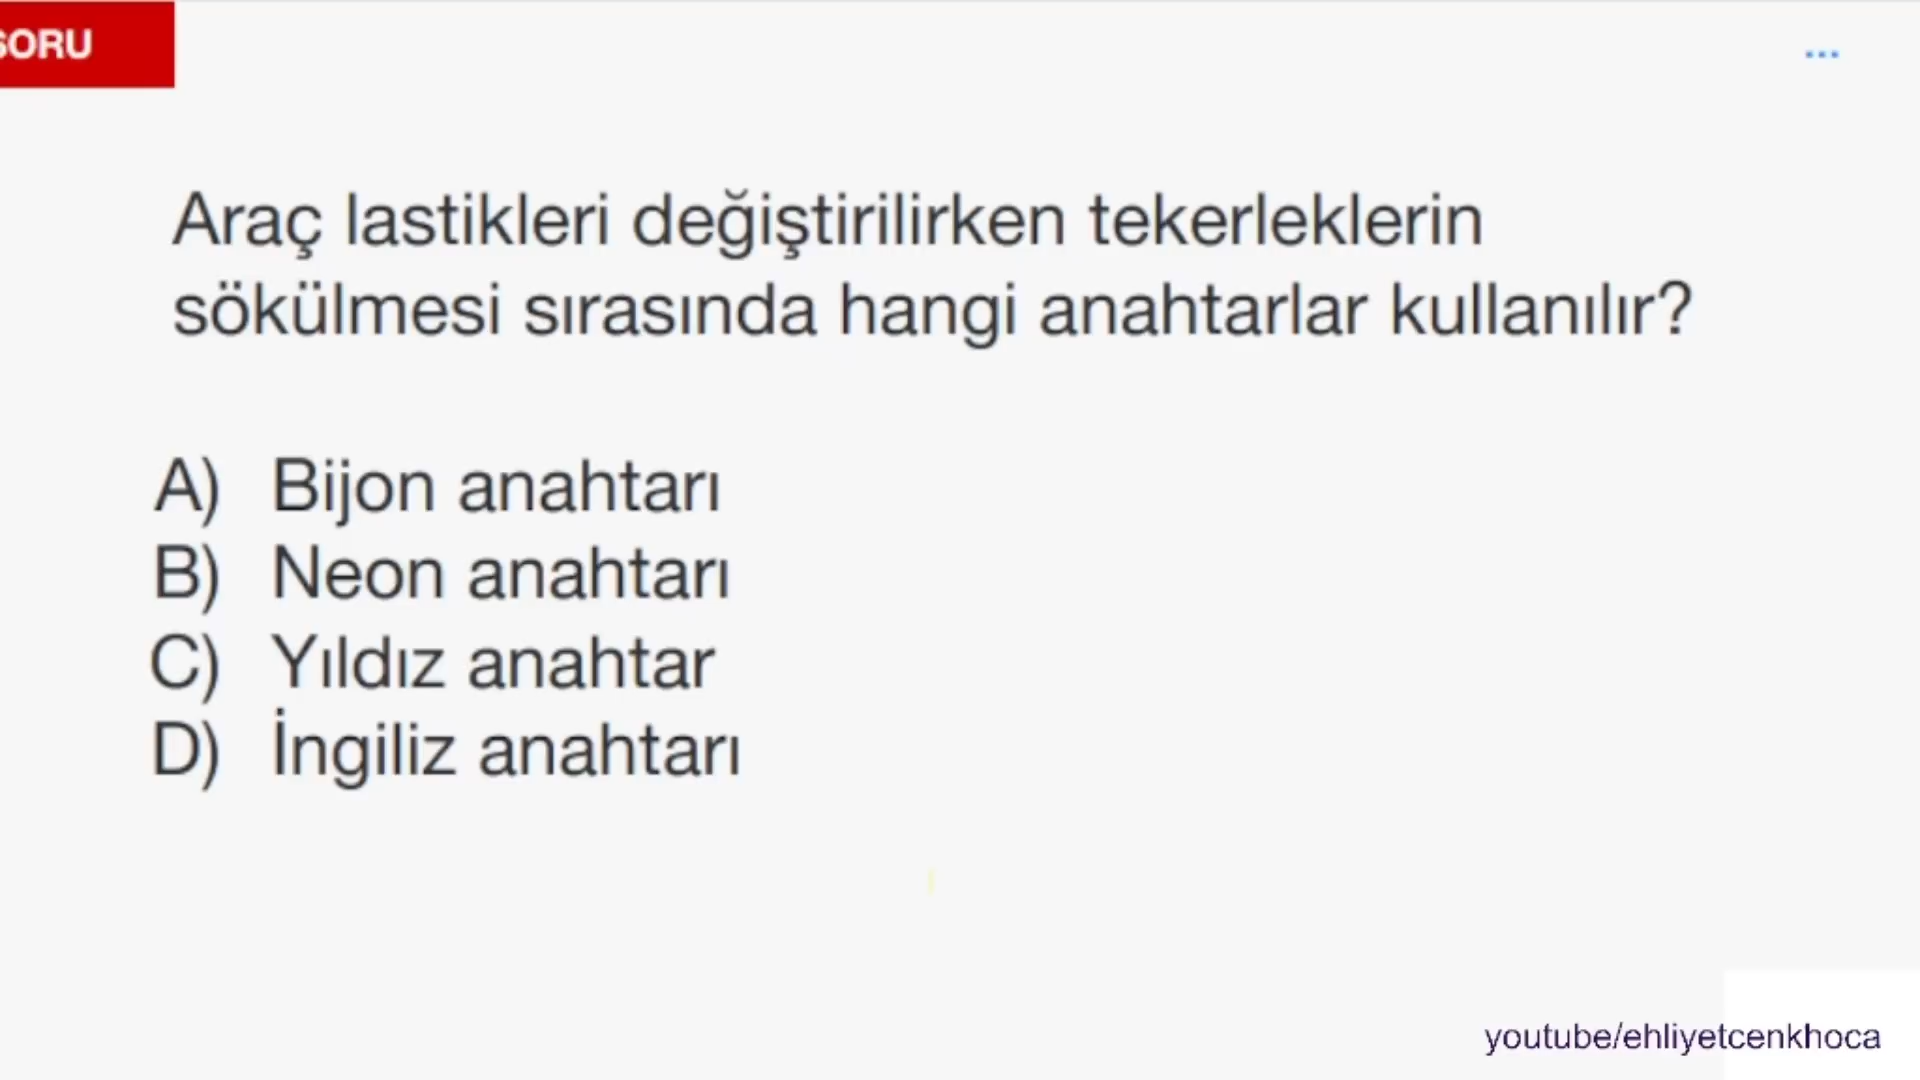 SORU
Araç lastikleri değiştirilirken tekerleklerin
sökülmesi sırasında hangi anahtarlar kullanılır?
A) Bijon anahtarı
B) Neon anahtarı
C) Yıldız anahtar
D) İngiliz anahtarı
youtube/ehliyetcenkhoca